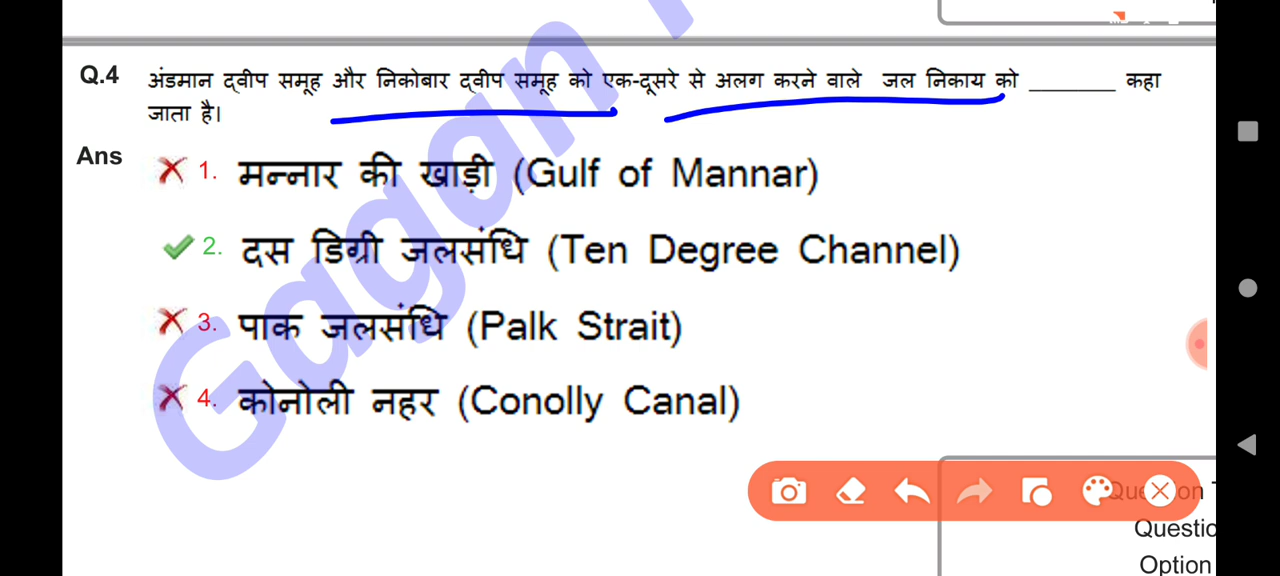 Q.4 अंडमान द्वीप समूह और निकोबार द्वीप समूह को एक-दूसरे से अलग करने वाले जल निकाय को ________ कहा
जाता है।
Ans
1. मन्नार की खाड़ी (Gulf of Mannar)
2. दस डिग्री जलसंधि (Ten Degree Channel)
3. पाक जलसंधि (Palk Strait)
4. कोनोली नहर (Conolly Canal)
Gagan
Questio
Option